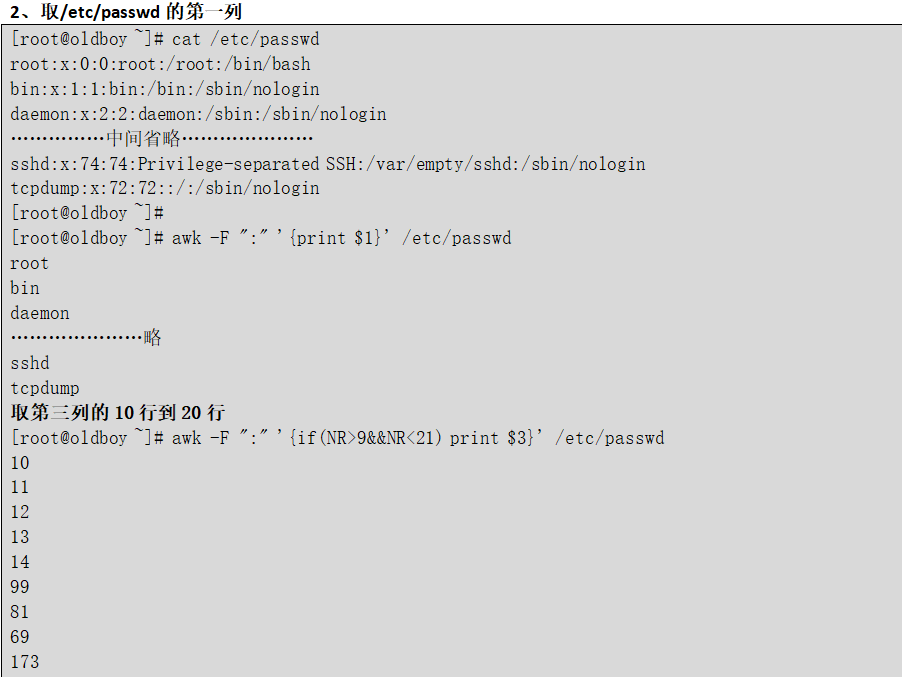 2、取/etc/passwd 的第一列
[root@oldboy ~]# cat /etc/passwd
root:x:0:0:root:/root:/bin/bash
bin:x:1:1:bin:/bin:/sbin/nologin
daemon:x:2:2:daemon:/sbin:/sbin/nologin
……………中间省略…………………
sshd:x:74:74:Privilege-separated SSH:/var/empty/sshd:/sbin/nologin
tcpdump:x:72:72::/:/sbin/nologin
[root@oldboy ~]#
[root@oldboy ~]# awk -F ":" '{print $1}' /etc/passwd
root
bin
daemon
…………………略
sshd
tcpdump
取第三列的 10 行到 20 行
[root@oldboy ~]# awk -F ":" '{if(NR>9&&NR<21) print $3}' /etc/passwd
10
11
12
13
14
99
81
69
173